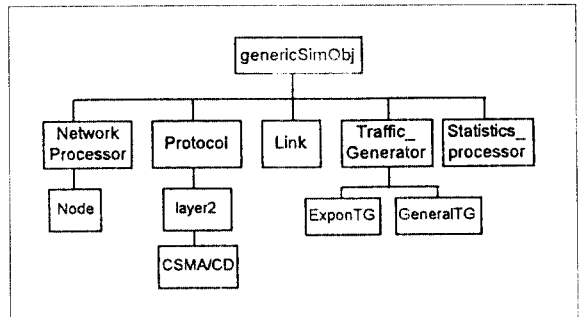 genericSimObj
Network
Processor
Protocol
Link
Traffic_
Generator
Statistics_
processor
Node
layer2
ExponTG
GeneralTG
CSMA/CD